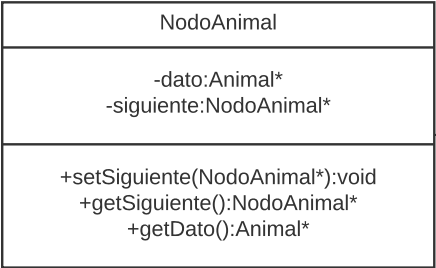 NodoAnimal
-dato:Animal*
-siguiente:NodoAnimal*
+setSiguiente(NodoAnimal*):void
+getSiguiente():NodoAnimal*
+getDato():Animal*